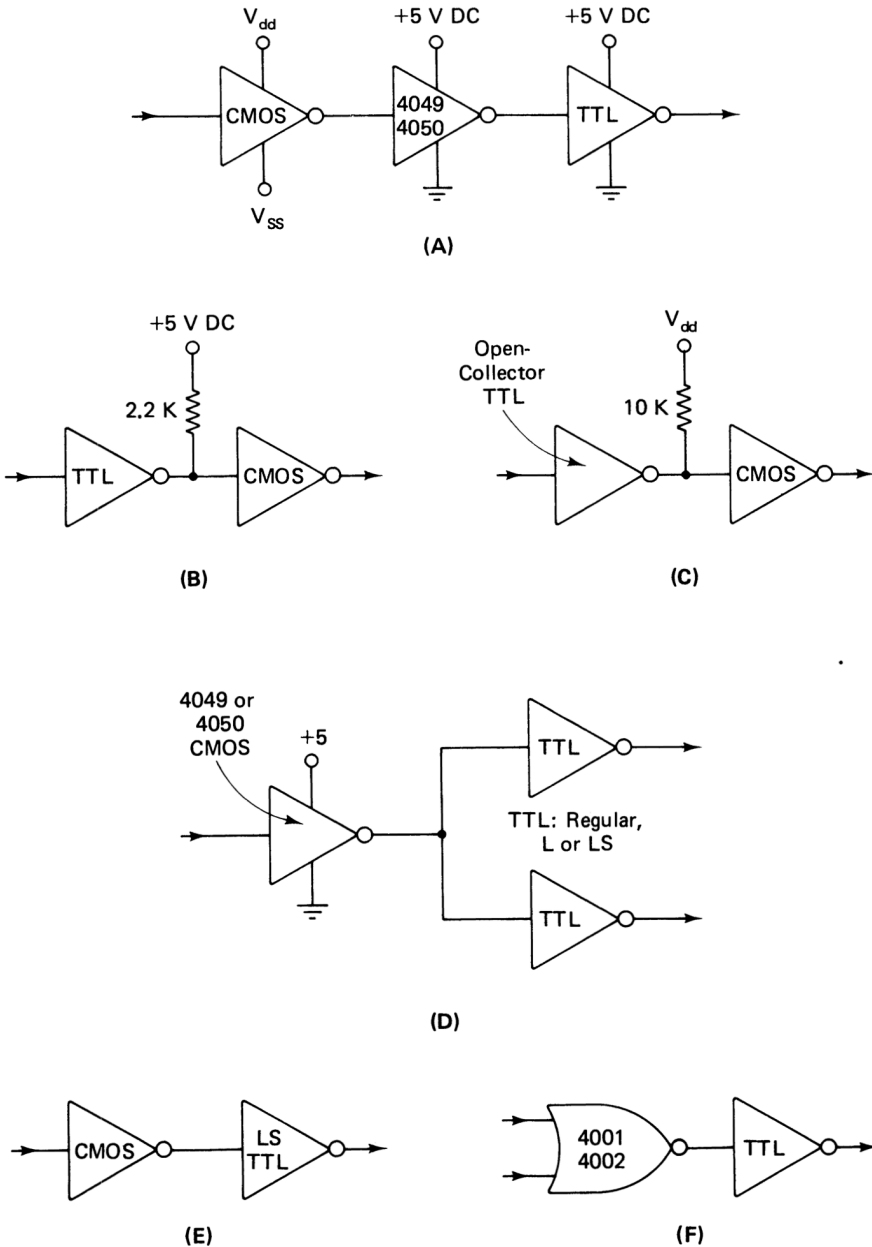 V_dd
+5 V DC
+5 V DC
CMOS
4049
4050
TTL
V_SS
(A)
+5 V DC
2.2 K
TTL
CMOS
(B)
V_dd
Open-
Collector
TTL
10 K
CMOS
(C)
4049 or
4050
CMOS
+5
TTL
TTL: Regular,
L or LS
TTL
(D)
CMOS
LS
TTL
(E)
4001
4002
TTL
(F)